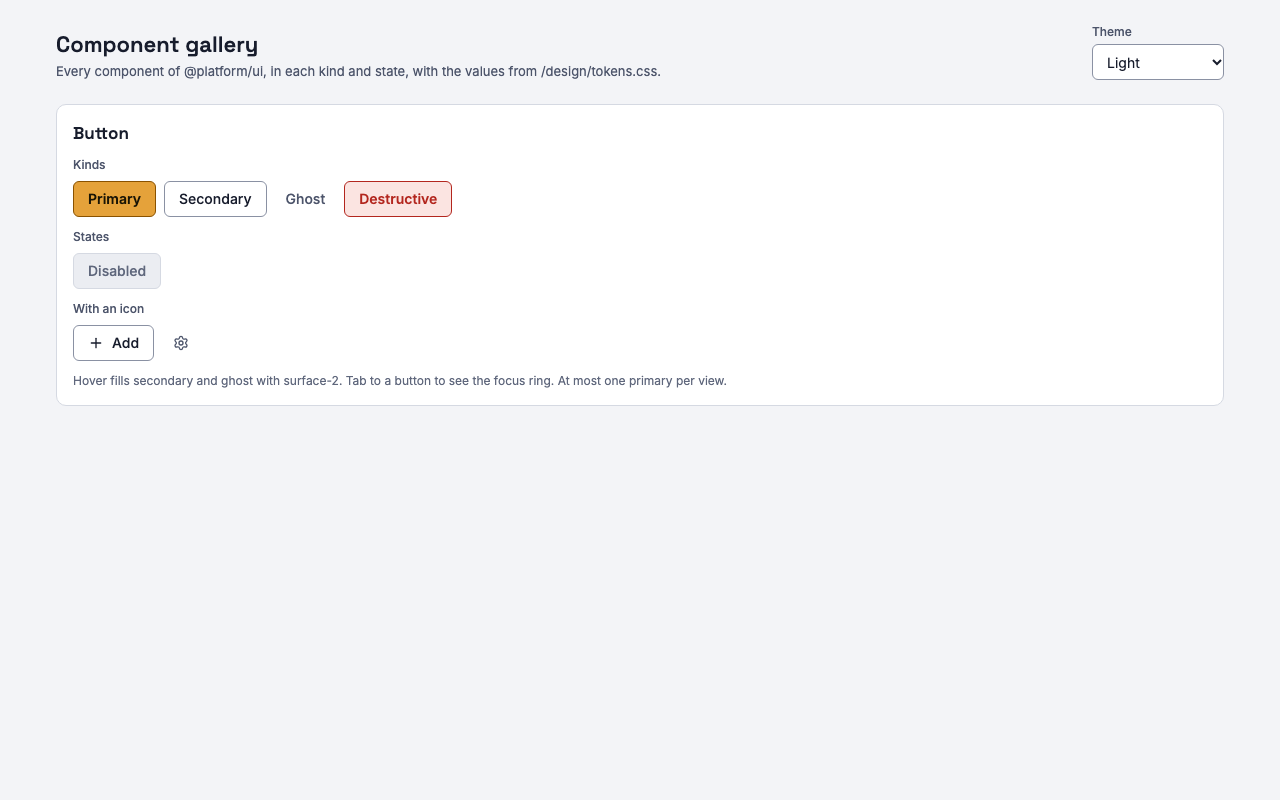 Component gallery
Every component of @platform/ui, in each kind and state, with the values from /design/tokens.css.
Theme
Light
Button
Kinds
Primary
Secondary
Ghost
Destructive
States
Disabled
With an icon
Add
Hover fills secondary and ghost with surface-2. Tab to a button to see the focus ring. At most one primary per view.